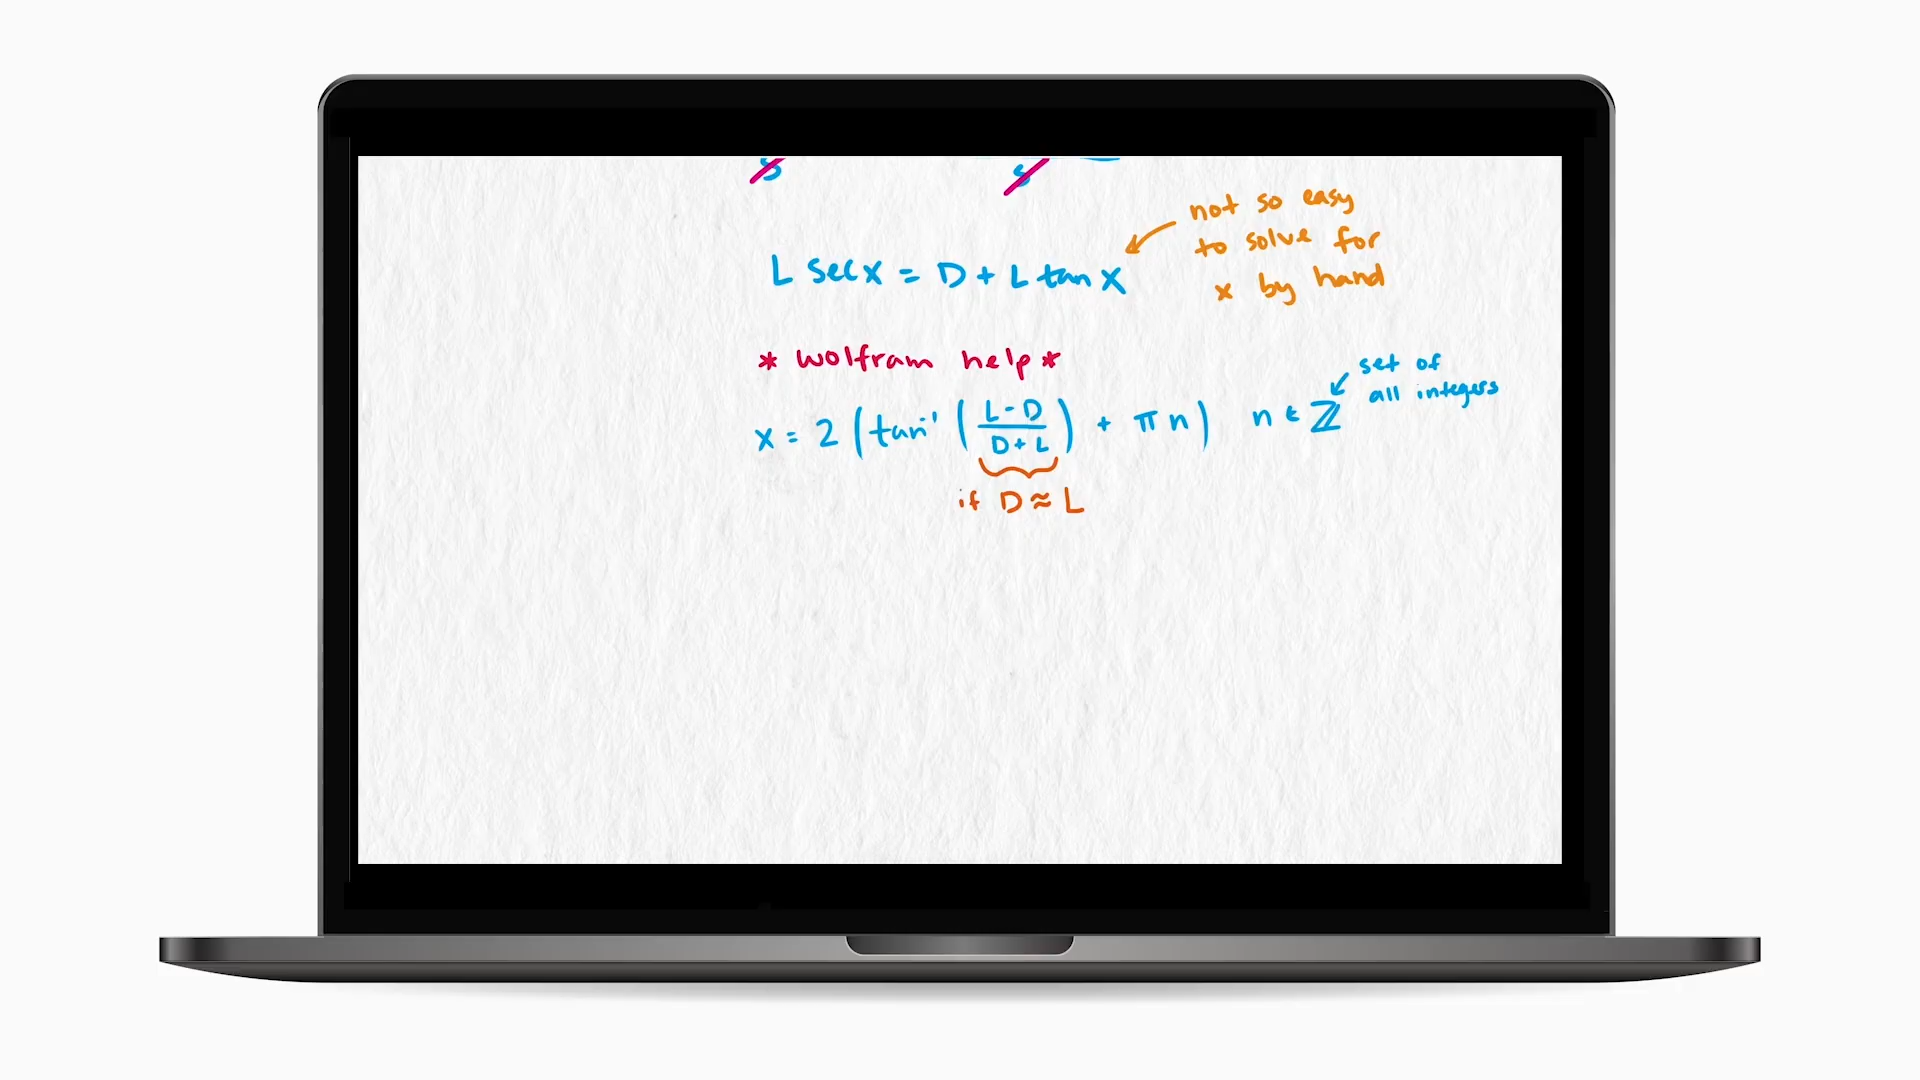 s s
not so easy
to solve for
x by hand
L sec x = D + L tan x
* wolfram help *
set of
all integers
x = 2 (tan⁻¹ (L-D / D+L) + πn) n ∈ ℤ
if D ≈ L